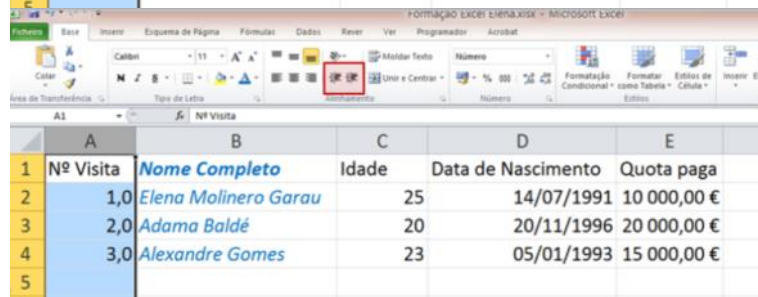 Formação Excel Elena.xlsx - Microsoft Excel
Ficheiro Base Inserir Esquema de Página Fórmulas Dados Rever Ver Programador Acrobat
Calibri 11 A A Moldar Texto Número
Colar N I S A Unir e Centrar % 000 Formatação Condicional Formatar como Tabela Estilos de Célula Inserir
Área de Transferência Tipo de Letra Alinhamento Número Estilos
A1 fx Nº Visita
A B C D E
1 Nº Visita Nome Completo Idade Data de Nascimento Quota paga
2 1,0 Elena Molinero Garau 25 14/07/1991 10 000,00 €
3 2,0 Adama Baldé 20 20/11/1996 20 000,00 €
4 3,0 Alexandre Gomes 23 05/01/1993 15 000,00 €
5